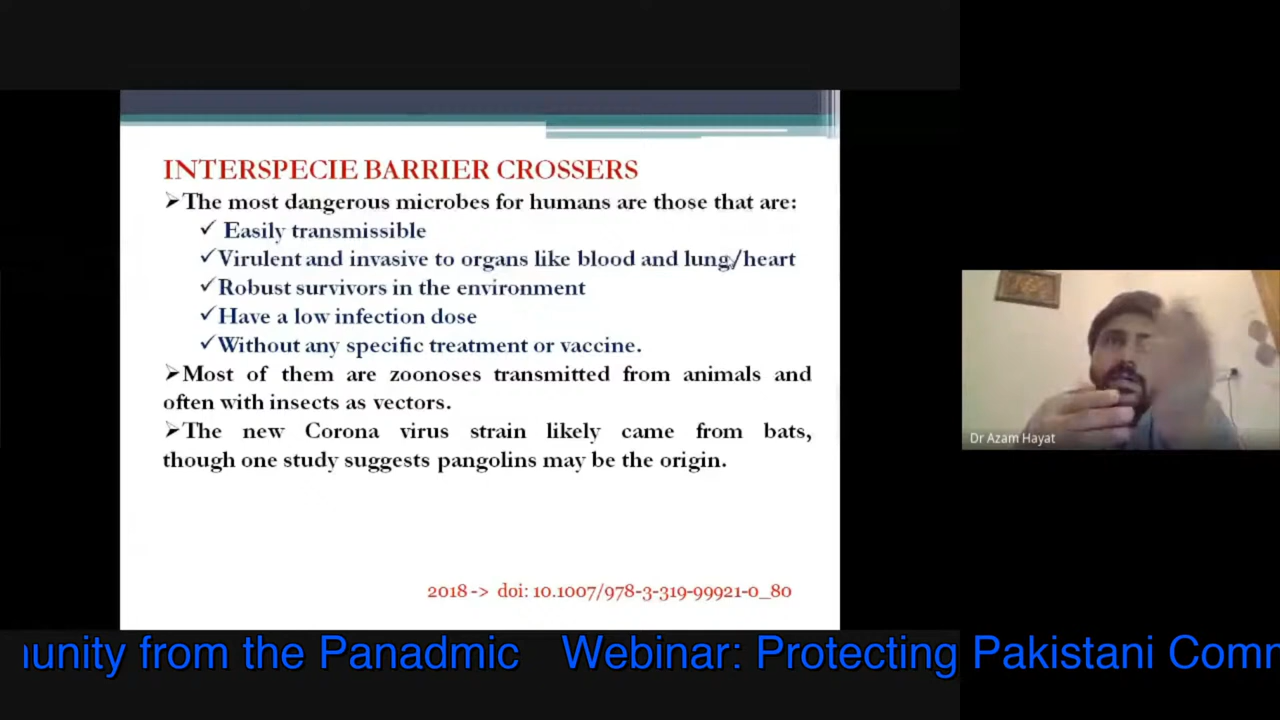 INTERSPECIE BARRIER CROSSERS
➢The most dangerous microbes for humans are those that are:
✓ Easily transmissible
✓Virulent and invasive to organs like blood and lung/heart
✓Robust survivors in the environment
✓Have a low infection dose
✓Without any specific treatment or vaccine.
➢Most of them are zoonoses transmitted from animals and
often with insects as vectors.
➢The new Corona virus strain likely came from bats,
though one study suggests pangolins may be the origin.
2018 -> doi: 10.1007/978-3-319-99921-0_80
Dr Azam Hayat
unity from the Panadmic Webinar: Protecting Pakistani Comm